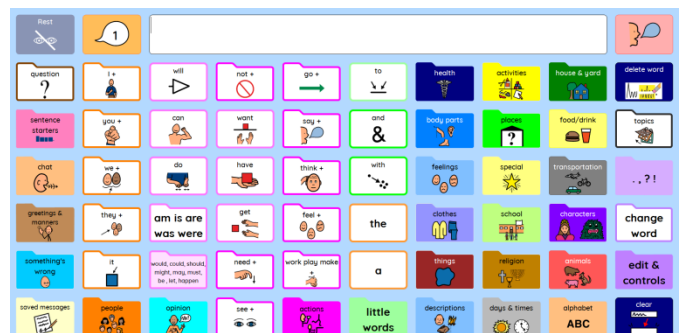 Rest
1
question
?
I +
will
not +
go +
to
health
activities
house & yard
delete word
sentence
starters
you +
can
want
say +
and
&
body parts
places
?
food/drink
topics
chat
we +
do
have
think +
with
feelings
special
transportation
. , ? !
greetings &
manners
they +
am is are
was were
get
feel +
the
clothes
school
characters
change
word
something's
wrong
it
would, could, should,
might, may, must,
be, let, happen
need +
work play make
+
a
things
religion
animals
edit &
controls
saved messages
people
opinion
see +
actions
little
words
descriptions
days & times
alphabet
ABC
clear